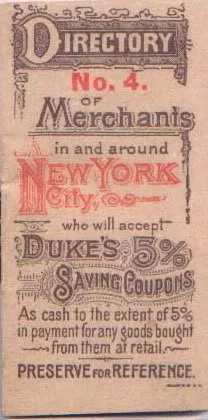 DIRECTORY
No. 4.
OF
Merchants
in and around
NEW YORK
City,
who will accept
DUKE'S 5%
SAVING COUPONS
As cash to the extent of 5%
in payment for any goods bought
from them at retail.
PRESERVE FOR REFERENCE.